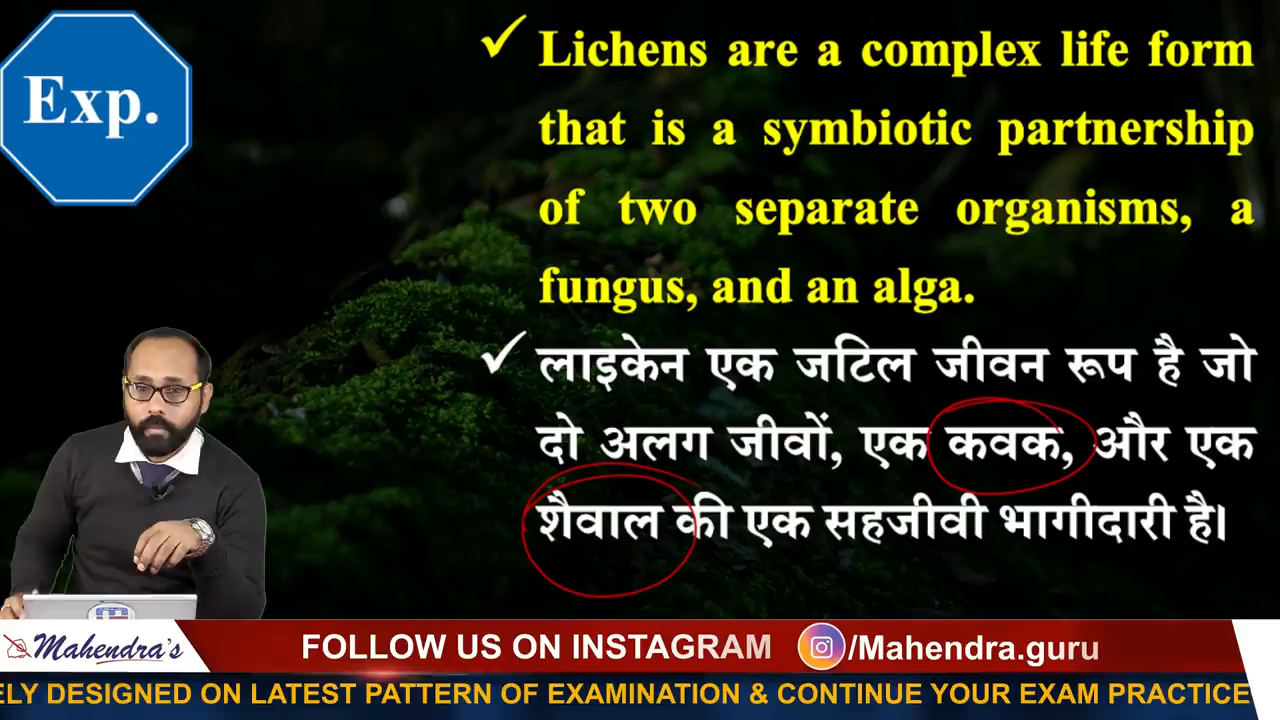 Exp.
Lichens are a complex life form
that is a symbiotic partnership
of two separate organisms, a
fungus, and an alga.
लाइकेन एक जटिल जीवन रूप है जो
दो अलग जीवों, एक कवक, और एक
शैवाल की एक सहजीवी भागीदारी है।
Mahendra's
FOLLOW US ON INSTAGRAM
/Mahendra.guru
ELY DESIGNED ON LATEST PATTERN OF EXAMINATION & CONTINUE YOUR EXAM PRACTICE